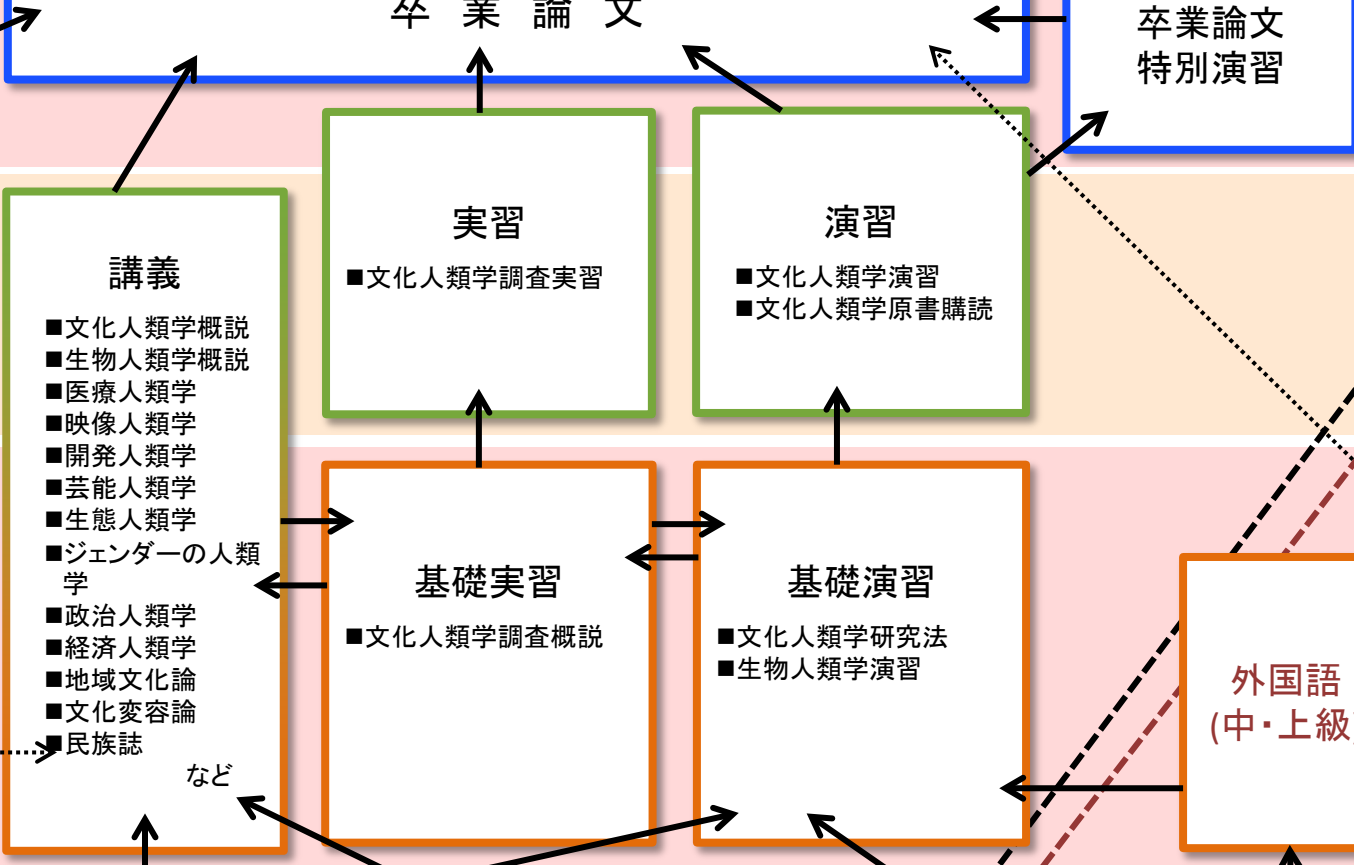 卒 業 論 文
卒業論文
特別演習
実習
■文化人類学調査実習
演習
■文化人類学演習
■文化人類学原書購読
講義
■文化人類学概説
■生物人類学概説
■医療人類学
■映像人類学
■開発人類学
■芸能人類学
■生態人類学
■ジェンダーの人類
学
■政治人類学
■経済人類学
■地域文化論
■文化変容論
■民族誌
など
基礎実習
■文化人類学調査概説
基礎演習
■文化人類学研究法
■生物人類学演習
外国語
(中・上級)